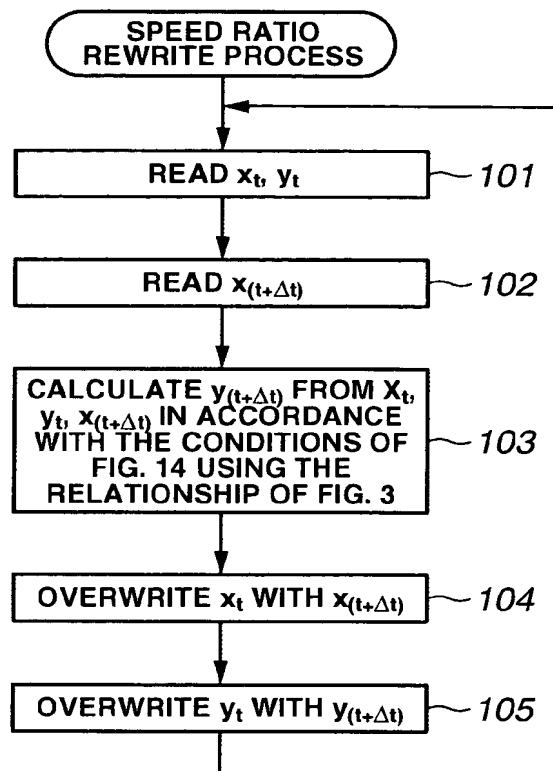 SPEED RATIO
REWRITE PROCESS
READ xₜ, yₜ
101
READ x₍ₜ₊Δₜ₎
102
CALCULATE y₍ₜ₊Δₜ₎ FROM Xₜ,
yₜ, x₍ₜ₊Δₜ₎ IN ACCORDANCE
WITH THE CONDITIONS OF
FIG. 14 USING THE
RELATIONSHIP OF FIG. 3
103
OVERWRITE xₜ WITH x₍ₜ₊Δₜ₎
104
OVERWRITE yₜ WITH y₍ₜ₊Δₜ₎
105